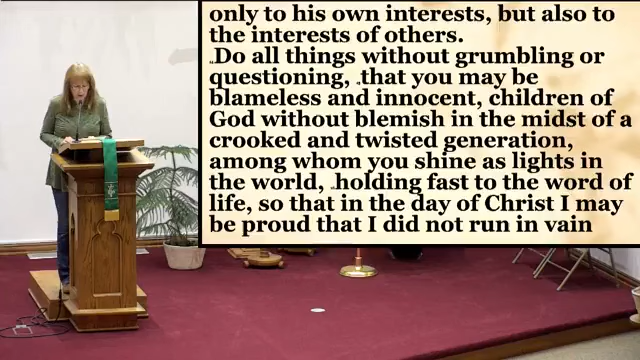 only to his own interests, but also to
the interests of others.
Do all things without grumbling or
questioning, that you may be
blameless and innocent, children of
God without blemish in the midst of a
crooked and twisted generation,
among whom you shine as lights in
the world, holding fast to the word of
life, so that in the day of Christ I may
be proud that I did not run in vain